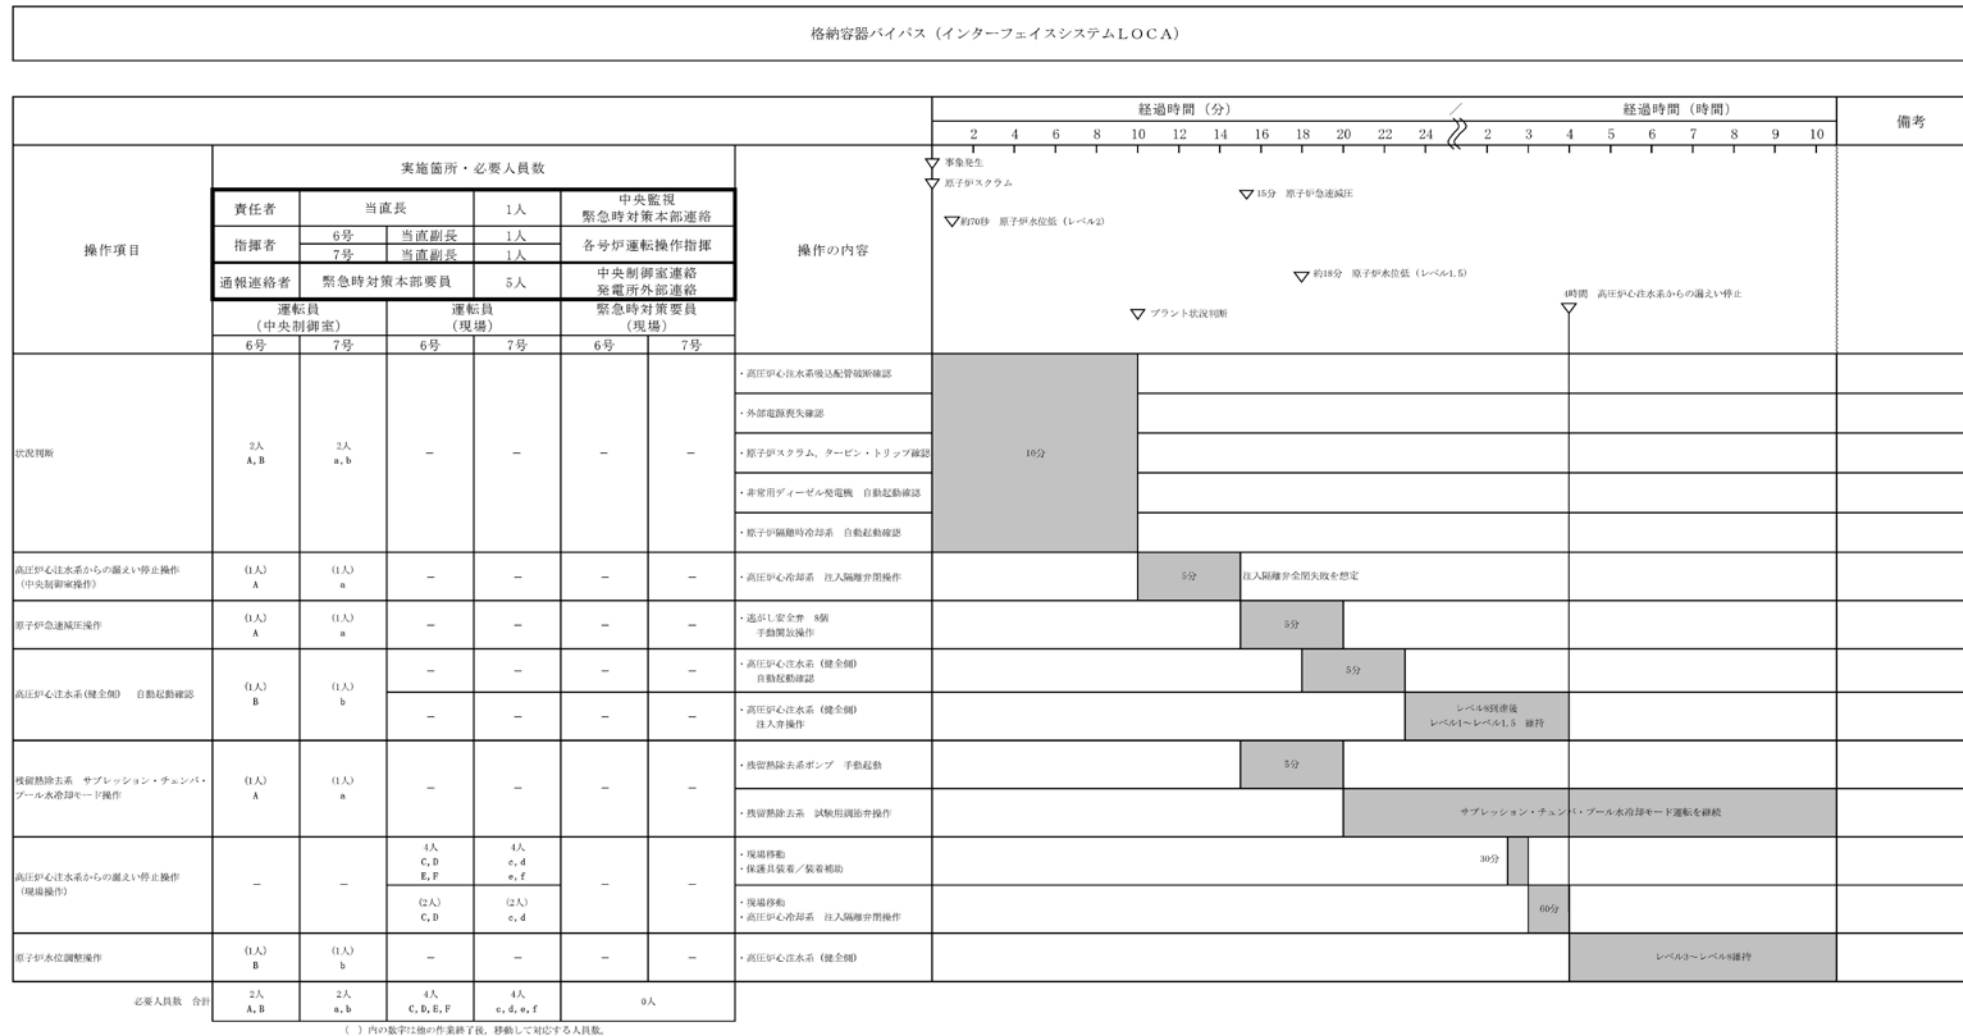 格納容器バイパス（インターフェイスシステムＬＯＣＡ）
経過時間（分）
経過時間（時間）
備考
2 4 6 8 10 12 14 16 18 20 22 24 2 3 4 5 6 7 8 9 10
操作項目
実施箇所・必要人員数
操作の内容
責任者 当直長 1人 中央監視
緊急時対策本部連絡
指揮者 6号 当直副長 1人 各号炉運転操作指揮
7号 当直副長 1人
通報連絡者 緊急時対策本部要員 5人 中央制御室連絡
発電所外部連絡
運転員
（中央制御室）
運転員
（現場）
緊急時対策要員
（現場）
6号 7号 6号 7号 6号 7号
事象発生
原子炉スクラム
15分 原子炉急速減圧
約70秒 原子炉水位低（レベル2）
約18分 原子炉水位低（レベル1.5）
4時間 高圧炉心注水系からの漏えい停止
プラント状況判断
状況判断
2人
A, B
2人
a, b
－ － － －
・高圧炉心注水系吸込配管破断確認
・外部電源喪失確認
・原子炉スクラム，タービン・トリップ確認
・非常用ディーゼル発電機 自動起動確認
・原子炉隔離時冷却系 自動起動確認
10分
高圧炉心注水系からの漏えい停止操作
（中央制御室操作）
(1人)
A
(1人)
a
－ － － －
・高圧炉心冷却系 注入隔離弁閉操作
5分
注入隔離弁全閉失敗を想定
原子炉急速減圧操作
(1人)
A
(1人)
a
－ － － －
・逃がし安全弁 8個
手動開放操作
5分
高圧炉心注水系(健全側) 自動起動確認
(1人)
B
(1人)
b
－ － － －
・高圧炉心注水系（健全側）
自動起動確認
5分
－ － － －
・高圧炉心注水系（健全側）
注入弁操作
レベル8到達後
レベル1～レベル1.5 維持
残留熱除去系 サプレッション・チェンバ・
プール水冷却モード操作
(1人)
A
(1人)
a
－ － － －
・残留熱除去系ポンプ 手動起動
5分
・残留熱除去系 試験用調節弁操作
サプレッション・チェンバ・プール水冷却モード運転を継続
高圧炉心注水系からの漏えい停止操作
（現場操作）
－ －
4人
C, D
E, F
4人
c, d
e, f
－ －
・現場移動
・保護具装着／装着補助
30分
(2人)
C, D
(2人)
c, d
・現場移動
・高圧炉心冷却系 注入隔離弁閉操作
60分
原子炉水位調整操作
(1人)
B
(1人)
b
－ － － －
・高圧炉心注水系（健全側）
レベル3～レベル8維持
必要人員数 合計
2人
A, B
2人
a, b
4人
C, D, E, F
4人
c, d, e, f
0人
（ ）内の数字は他の作業終了後，移動して対応する人員数。